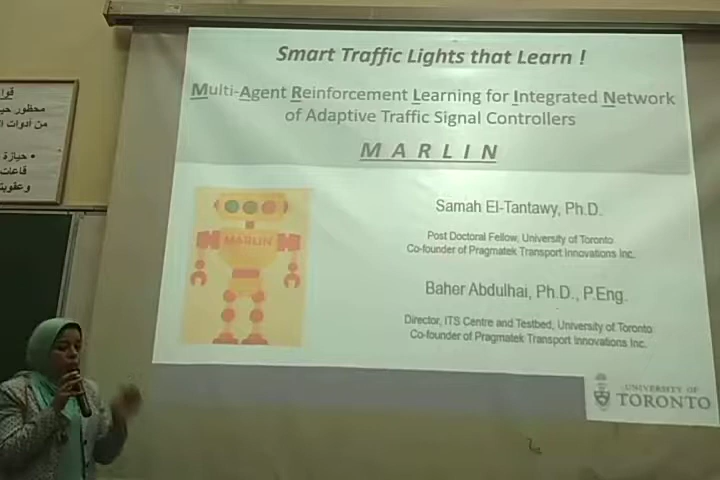 Smart Traffic Lights that Learn !
Multi-Agent Reinforcement Learning for Integrated Network
of Adaptive Traffic Signal Controllers
M A R L I N
MARLIN
Samah El-Tantawy, Ph.D.
Post Doctoral Fellow, University of Toronto
Co-founder of Pragmatek Transport Innovations Inc.
Baher Abdulhai, Ph.D., P.Eng.
Director, ITS Centre and Testbed, University of Toronto
Co-founder of Pragmatek Transport Innovations Inc.
UNIVERSITY OF
TORONTO
محظور
من أدوات
• حيازة